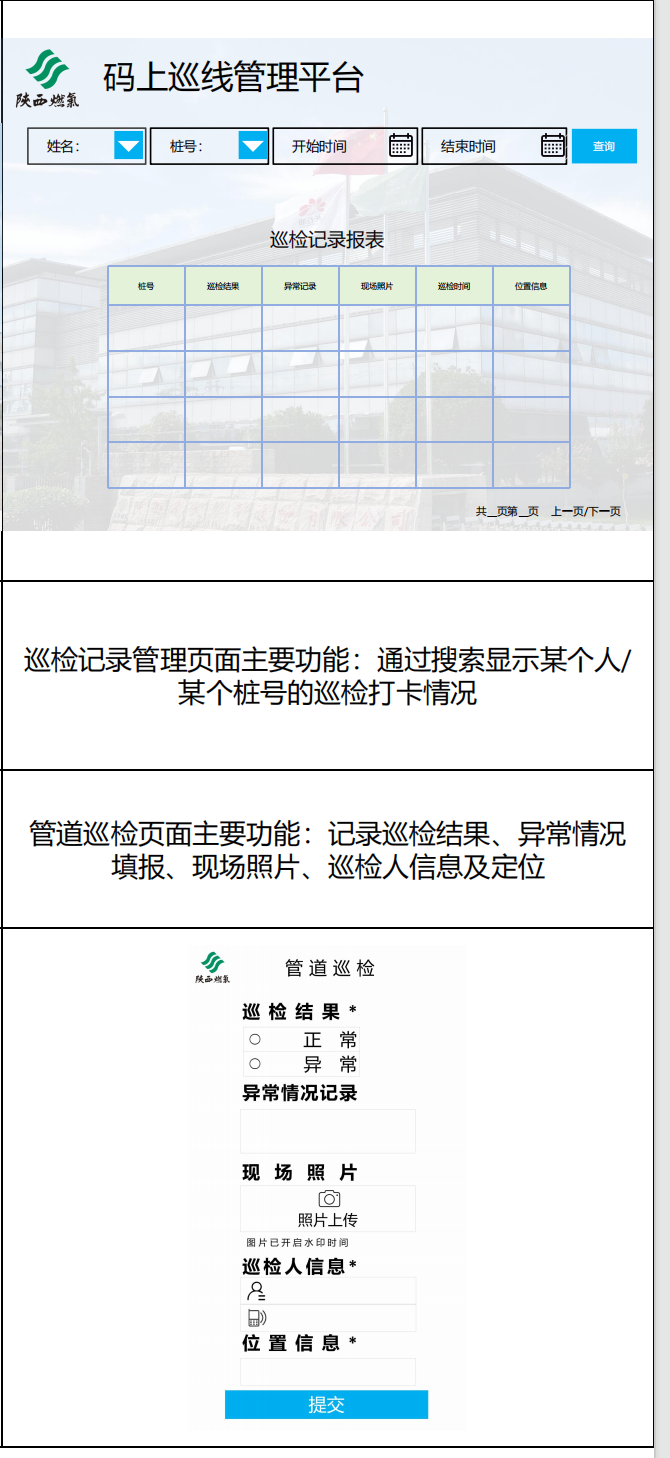 陕西燃氣
码上巡线管理平台
姓名： 桩号： 开始时间 结束时间 查询
巡检记录报表
桩号 巡检结果 异常记录 现场照片 巡检时间 位置信息
共__页第__页 上一页/下一页
巡检记录管理页面主要功能：通过搜索显示某个人/
某个桩号的巡检打卡情况
管道巡检页面主要功能：记录巡检结果、异常情况
填报、现场照片、巡检人信息及定位
陕西燃氣
管道巡检
巡检结果*
正常
异常
异常情况记录
现场照片
照片上传
图片已开启水印时间
巡检人信息*
位置信息*
提交